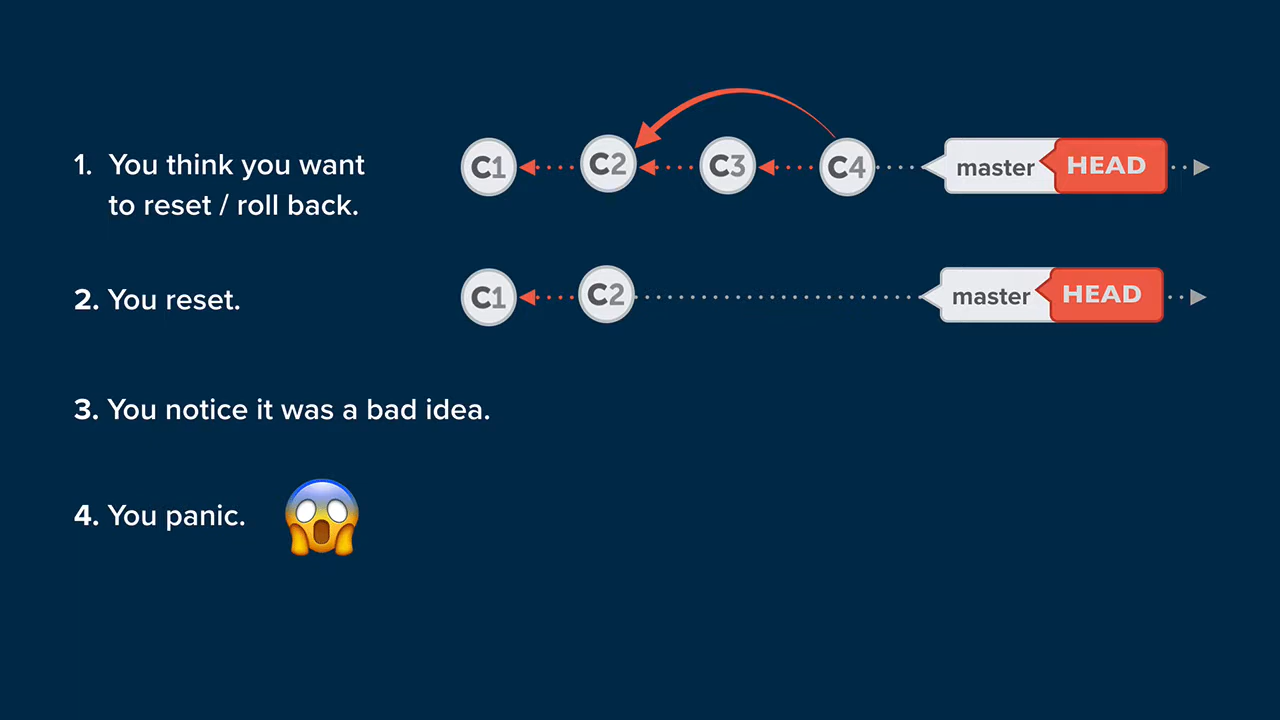 1. You think you want
to reset / roll back.
C1 C2 C3 C4 master HEAD
2. You reset.
C1 C2 master HEAD
3. You notice it was a bad idea.
4. You panic.